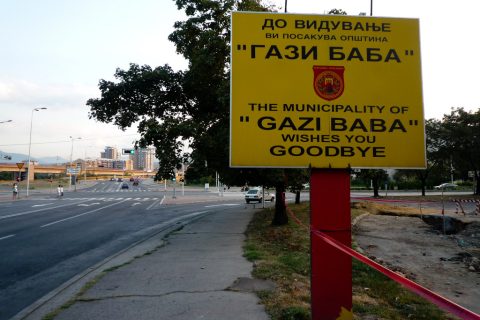 ДО ВИДУВАЊЕ
ВИ ПОСАКУВА ОПШТИНА
"ГАЗИ БАБА"
THE MUNICIPALITY OF
"GAZI BABA"
WISHES YOU
GOODBYE